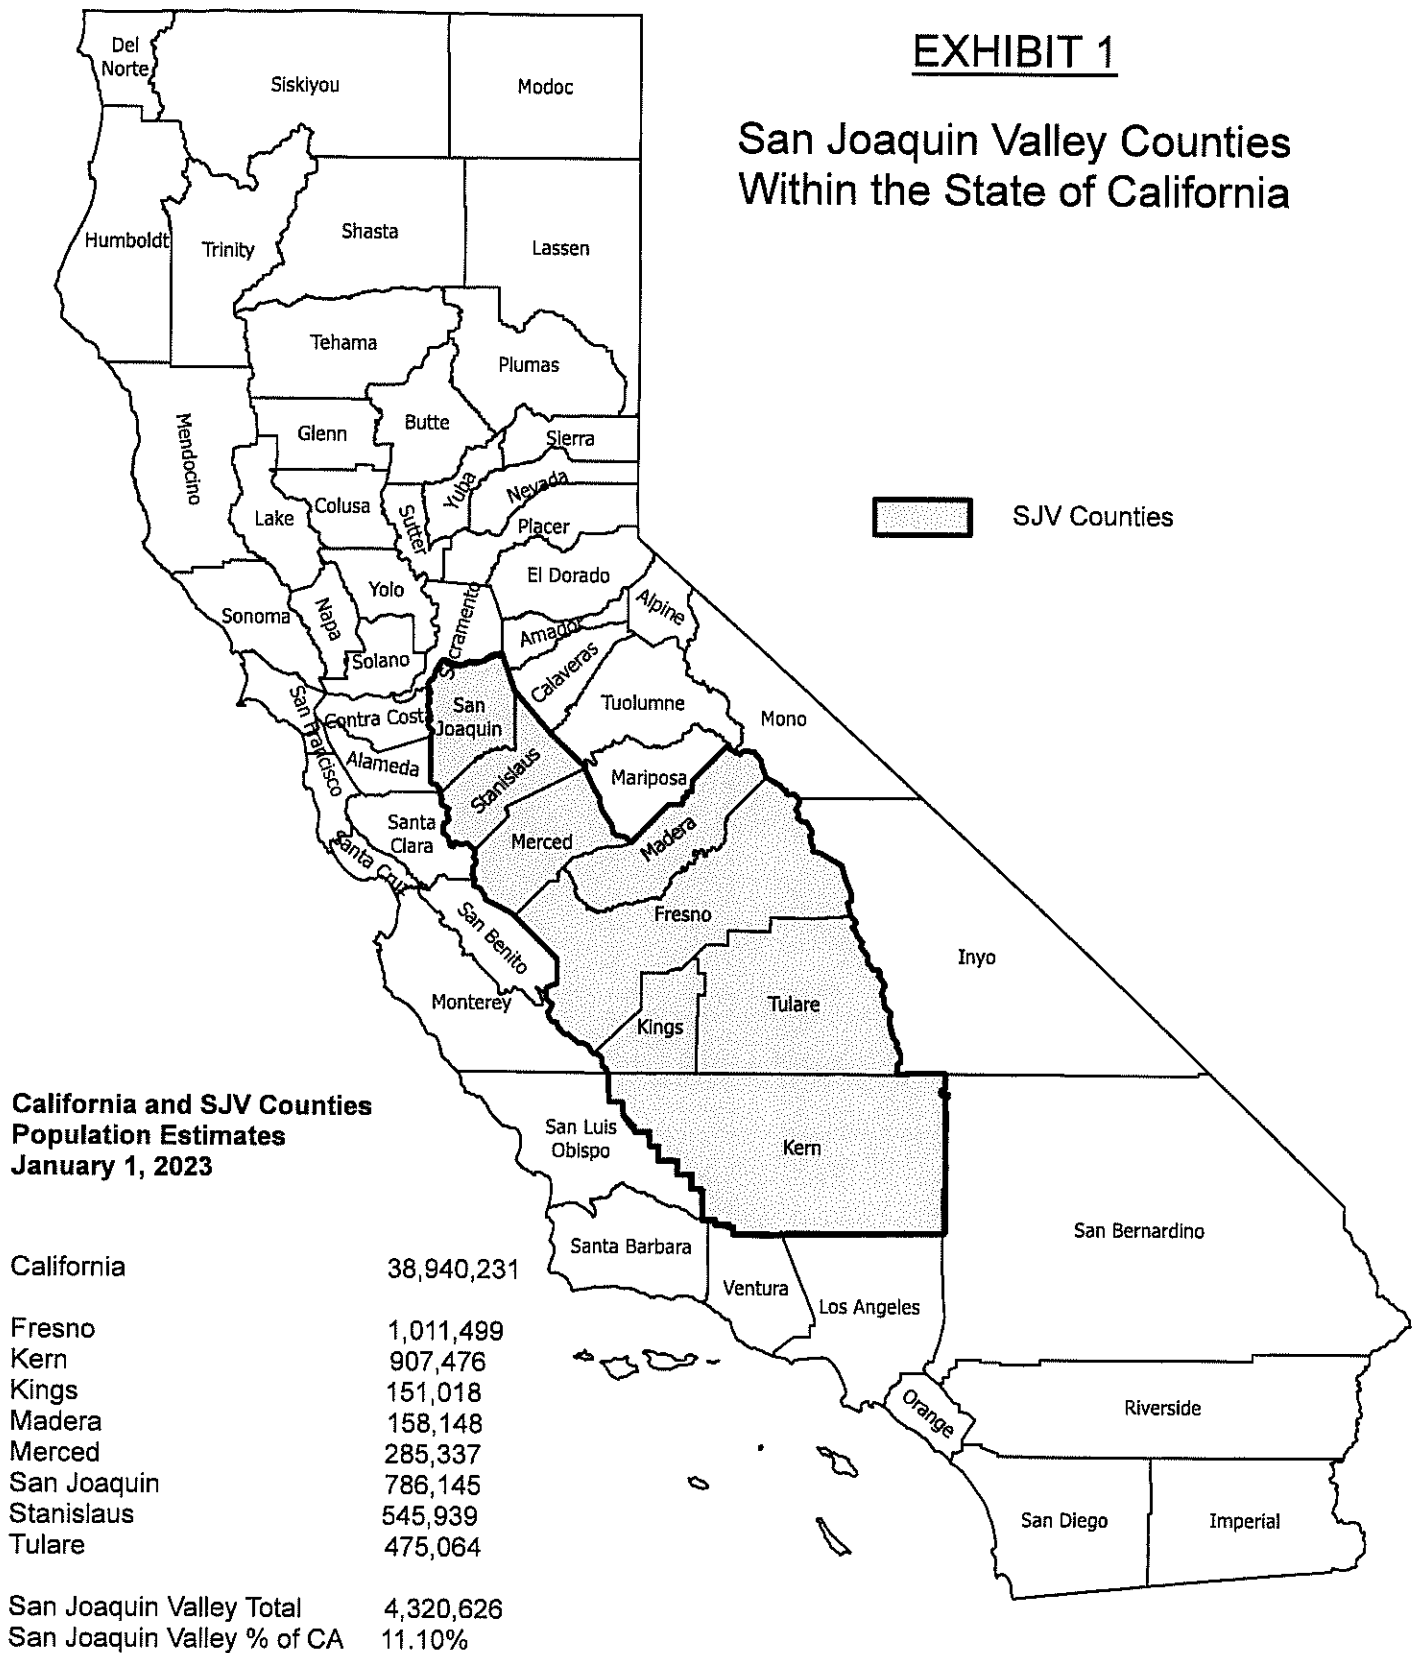 EXHIBIT 1
San Joaquin Valley Counties
Within the State of California
Del
Norte
Siskiyou
Modoc
Humboldt
Trinity
Shasta
Lassen
Tehama
Plumas
Mendocino
Glenn
Butte
Sierra
Lake
Colusa
Sutter
Yuba
Nevada
Placer
SJV Counties
Sonoma
Napa
Yolo
Sacramento
El Dorado
Alpine
Solano
Amador
Calaveras
San Francisco
Contra Costa
San
Joaquin
Tuolumne
Mono
Alameda
Stanislaus
Mariposa
Santa
Clara
Merced
Madera
Santa Cruz
San Benito
Fresno
Inyo
Monterey
Kings
Tulare
San Luis
Obispo
Kern
San Bernardino
Santa Barbara
Ventura
Los Angeles
Orange
Riverside
San Diego
Imperial
California and SJV Counties
Population Estimates
January 1, 2023
California 38,940,231
Fresno 1,011,499
Kern 907,476
Kings 151,018
Madera 158,148
Merced 285,337
San Joaquin 786,145
Stanislaus 545,939
Tulare 475,064
San Joaquin Valley Total 4,320,626
San Joaquin Valley % of CA 11.10%